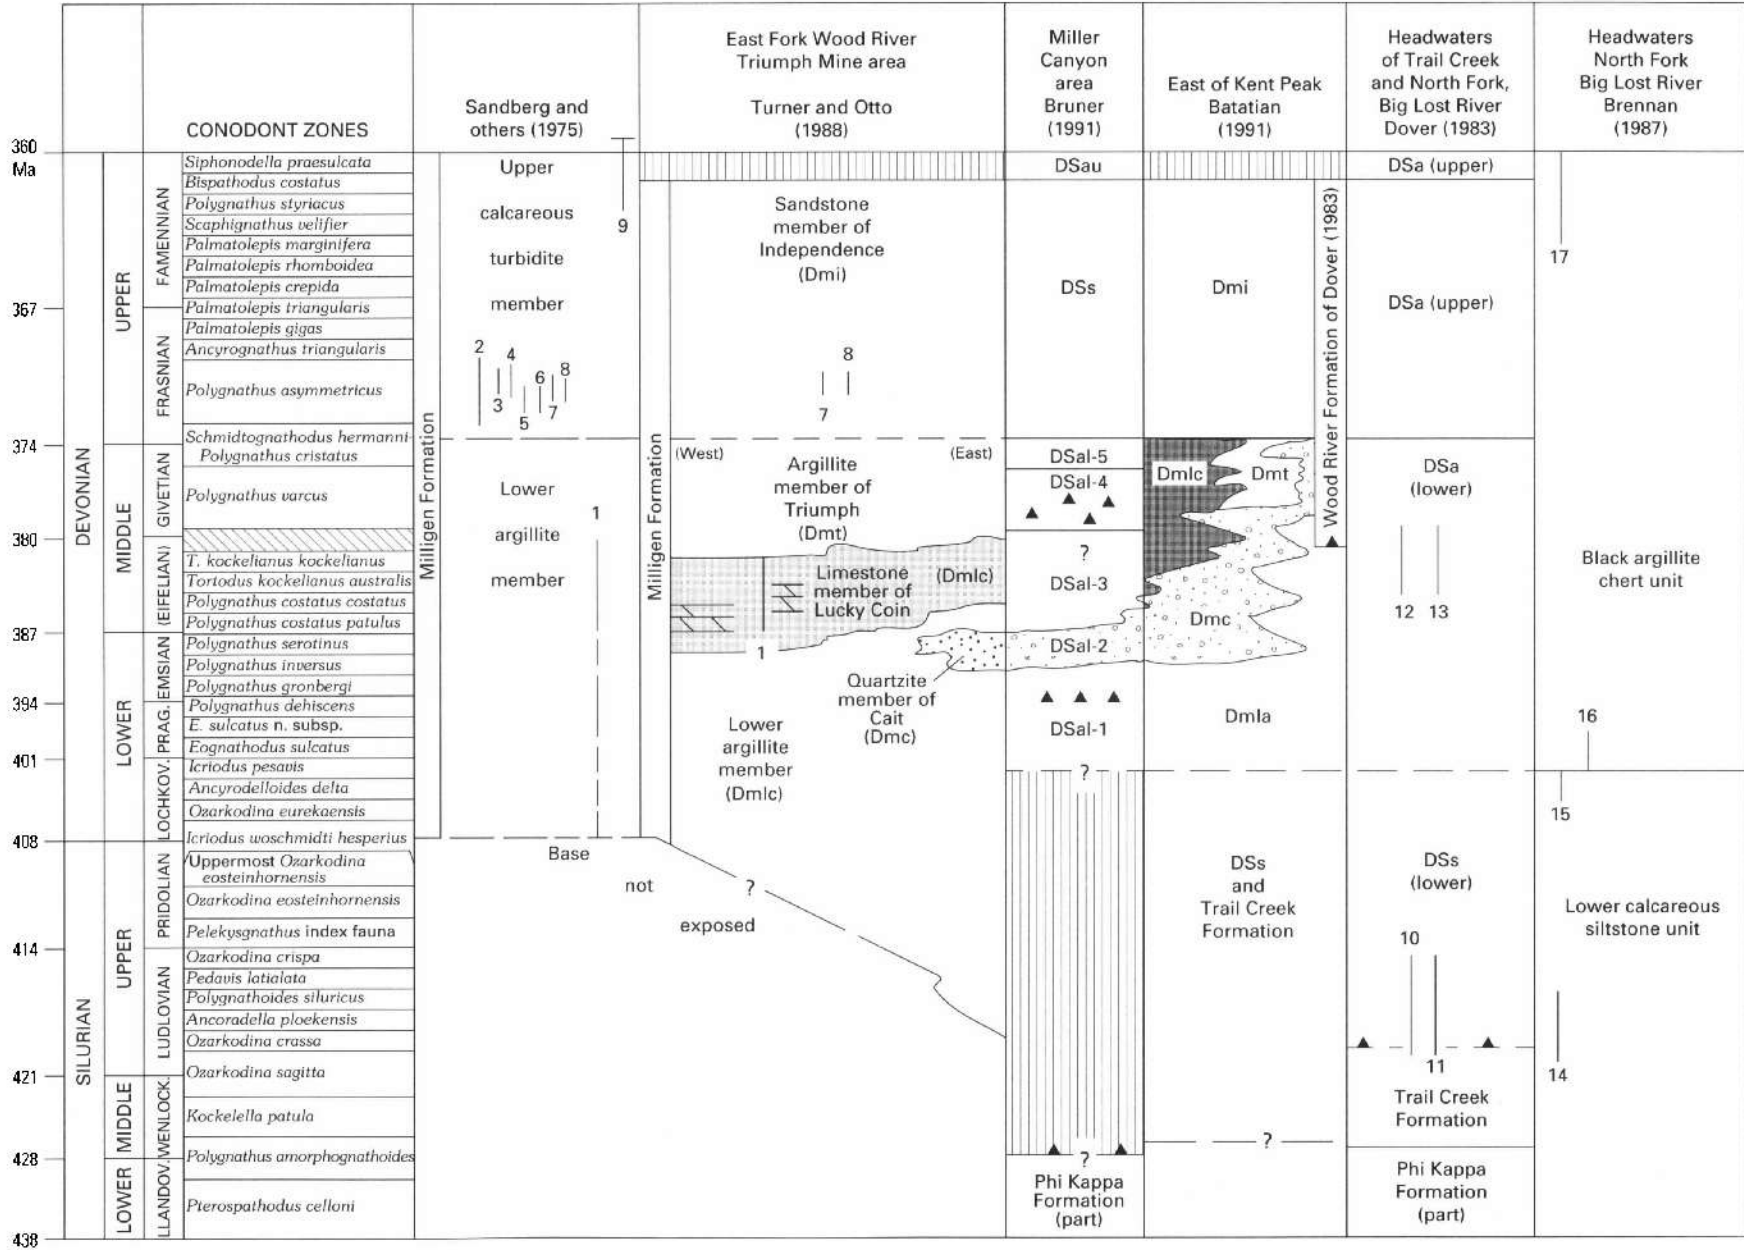 360
Ma
367
374
380
387
394
401
408
414
421
428
438
DEVONIAN
SILURIAN
UPPER
MIDDLE
LOWER
UPPER
MIDDLE
LOWER
FAMENNIAN
FRASNIAN
GIVETIAN
(EIFELIAN)
EMSIAN
PRAG.
LOCHKOV.
PRIDOLIAN
LUDLOVIAN
WENLOCK.
LLANDOV.
CONODONT ZONES
Siphonodella praesulcata
Bispathodus costatus
Polygnathus styriacus
Scaphignathus velifier
Palmatolepis marginifera
Palmatolepis rhomboidea
Palmatolepis crepida
Palmatolepis triangularis
Palmatolepis gigas
Ancyrognathus triangularis
Polygnathus asymmetricus
Schmidtognathodus hermanni-
Polygnathus cristatus
Polygnathus varcus
T. kockelianus kockelianus
Tortodus kockelianus australis
Polygnathus costatus costatus
Polygnathus costatus patulus
Polygnathus serotinus
Polygnathus inversus
Polygnathus gronbergi
Polygnathus dehiscens
E. sulcatus n. subsp.
Eognathodus sulcatus
Icriodus pesavis
Ancyrodelloides delta
Ozarkodina eurekaensis
Icriodus woschmidti hesperius
Uppermost Ozarkodina
eosteinhornensis
Ozarkodina eosteinhornensis
Pelekysgnathus index fauna
Ozarkodina crispa
Pedavis latialata
Polygnathoides siluricus
Ancoradella ploekensis
Ozarkodina crassa
Ozarkodina sagitta
Kockelella patula
Polygnathus amorphognathoides
Pterospathodus celloni
Sandberg and
others (1975)
Milligen Formation
Upper
calcareous
turbidite
member
9
2
4
3
6
8
5
7
Lower
argillite
member
1
Base
not
exposed
?
East Fork Wood River
Triumph Mine area
Turner and Otto
(1988)
Milligen Formation
Sandstone
member of
Independence
(Dmi)
8
7
(West)
(East)
Argillite
member of
Triumph
(Dmt)
Limestone
member of
Lucky Coin
(Dmlc)
1
Quartzite
member of
Cait
(Dmc)
Lower
argillite
member
(Dmlc)
Miller
Canyon
area
Bruner
(1991)
DSau
DSs
DSal-5
DSal-4
?
DSal-3
DSal-2
DSal-1
?
?
Phi Kappa
Formation
(part)
East of Kent Peak
Batatian
(1991)
Dmi
Wood River Formation of Dover (1983)
Dmlc
Dmt
Dmc
Dmla
DSs
and
Trail Creek
Formation
?
Headwaters
of Trail Creek
and North Fork,
Big Lost River
Dover (1983)
DSa (upper)
DSa (upper)
DSa
(lower)
12
13
DSs
(lower)
10
11
Trail Creek
Formation
Phi Kappa
Formation
(part)
Headwaters
North Fork
Big Lost River
Brennan
(1987)
17
Black argillite
chert unit
16
15
Lower calcareous
siltstone unit
14